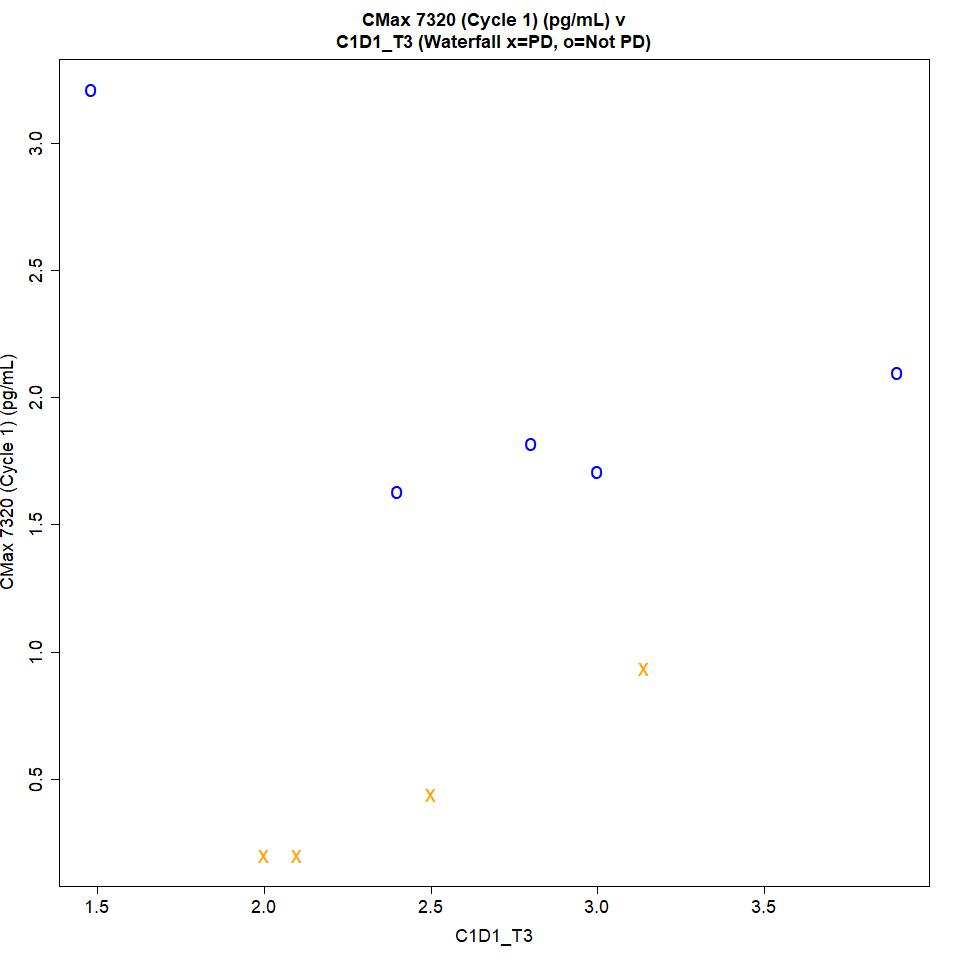 CMax 7320 (Cycle 1) (pg/mL) v
C1D1_T3 (Waterfall x=PD, o=Not PD)
CMax 7320 (Cycle 1) (pg/mL)
3.0
2.5
2.0
1.5
1.0
0.5
o
o
o
o
o
x
x
x x
1.5 2.0 2.5 3.0 3.5
C1D1_T3